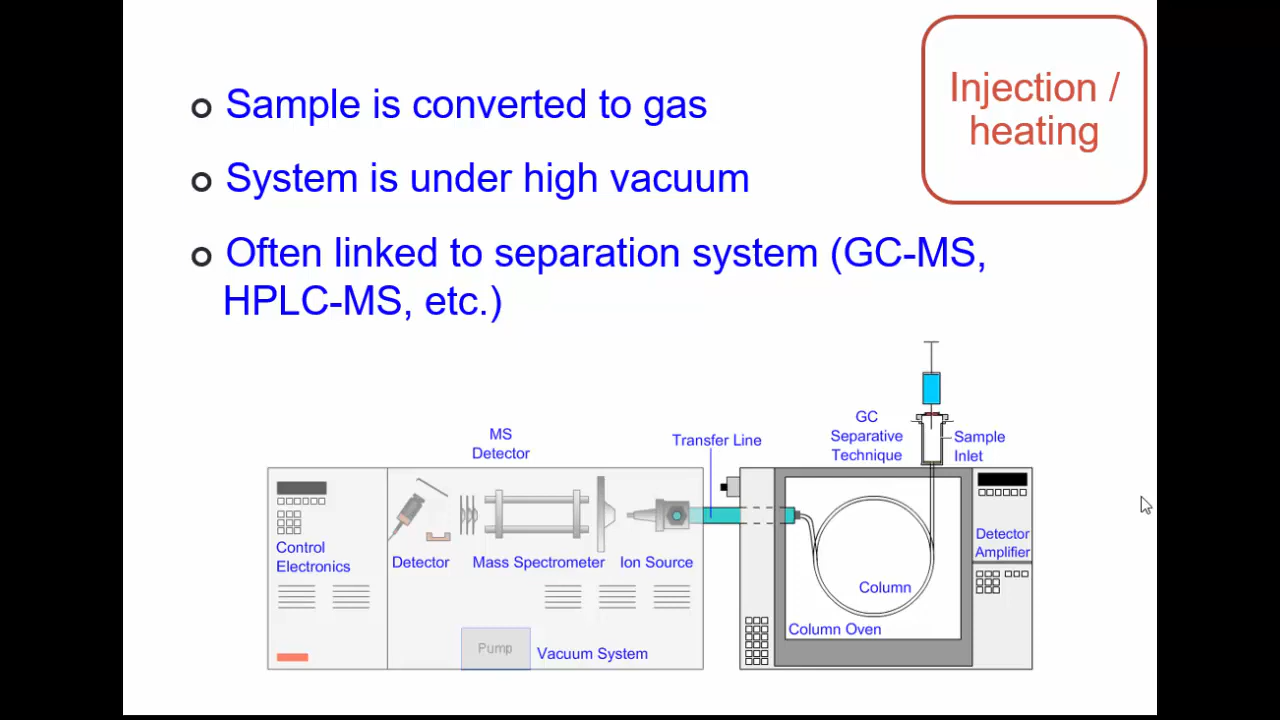 Injection /
heating
Sample is converted to gas
System is under high vacuum
Often linked to separation system (GC-MS,
HPLC-MS, etc.)
MS
Detector
Transfer Line
GC
Separative
Technique
Sample
Inlet
Control
Electronics
Detector
Mass Spectrometer
Ion Source
Column
Detector
Amplifier
Column Oven
Pump
Vacuum System